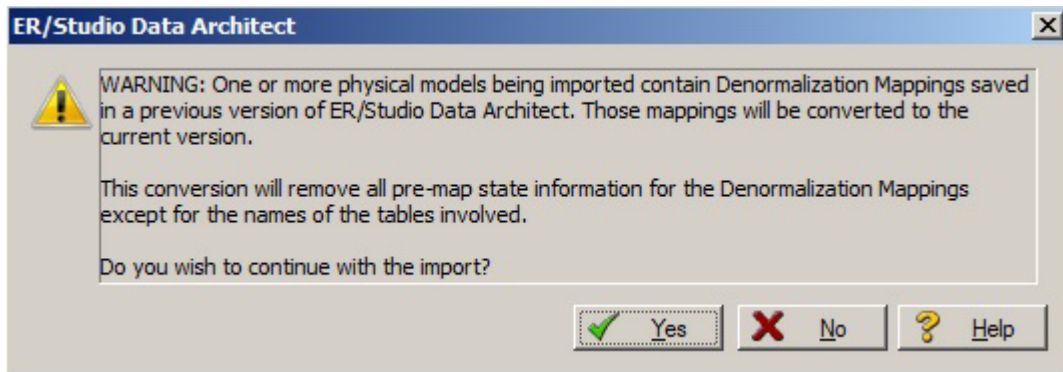 ER/Studio Data Architect
WARNING: One or more physical models being imported contain Denormalization Mappings saved
in a previous version of ER/Studio Data Architect. Those mappings will be converted to the
current version.
This conversion will remove all pre-map state information for the Denormalization Mappings
except for the names of the tables involved.
Do you wish to continue with the import?
Yes No Help